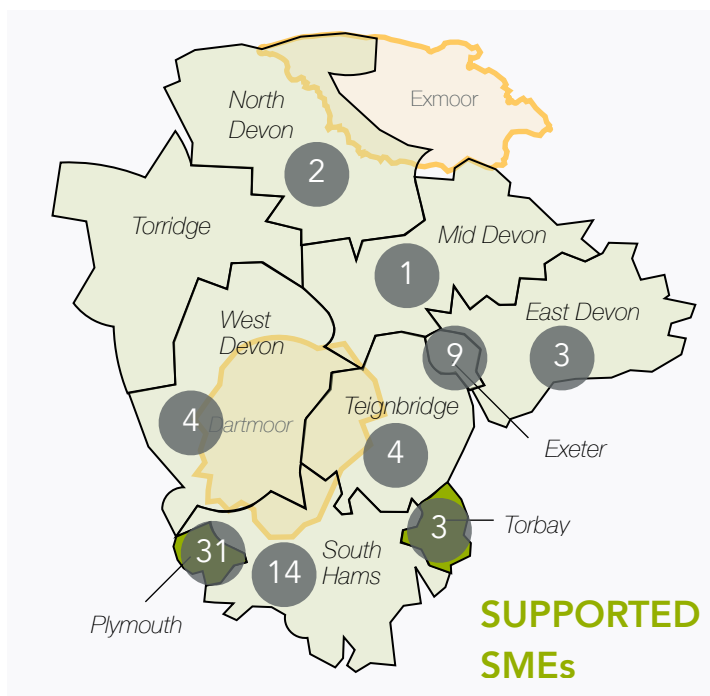 North
Devon
Exmoor
2
Torridge
Mid Devon
1
West
Devon
East Devon
9
3
4
Dartmoor
Teignbridge
4
Exeter
3
Torbay
31
14
South
Hams
Plymouth
SUPPORTED
SMEs